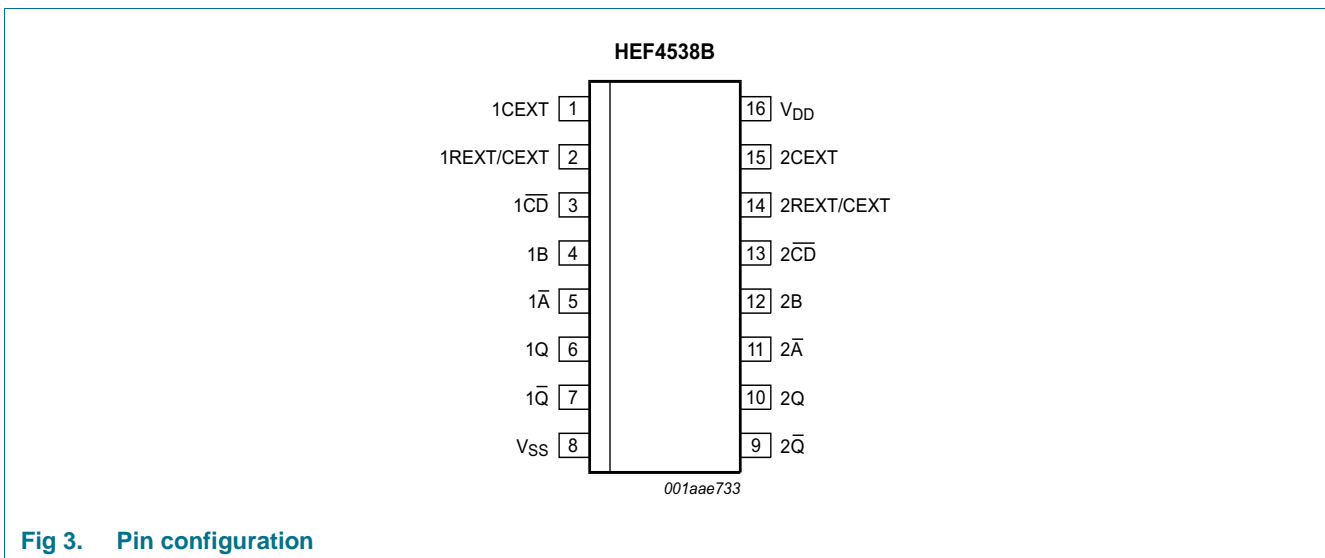 HEF4538B
1CEXT 1
1REXT/CEXT 2
1C̅D̅ 3
1B 4
1A̅ 5
1Q 6
1Q̅ 7
VSS 8
16 VDD
15 2CEXT
14 2REXT/CEXT
13 2C̅D̅
12 2B
11 2A̅
10 2Q
9 2Q̅
001aae733
Fig 3. Pin configuration